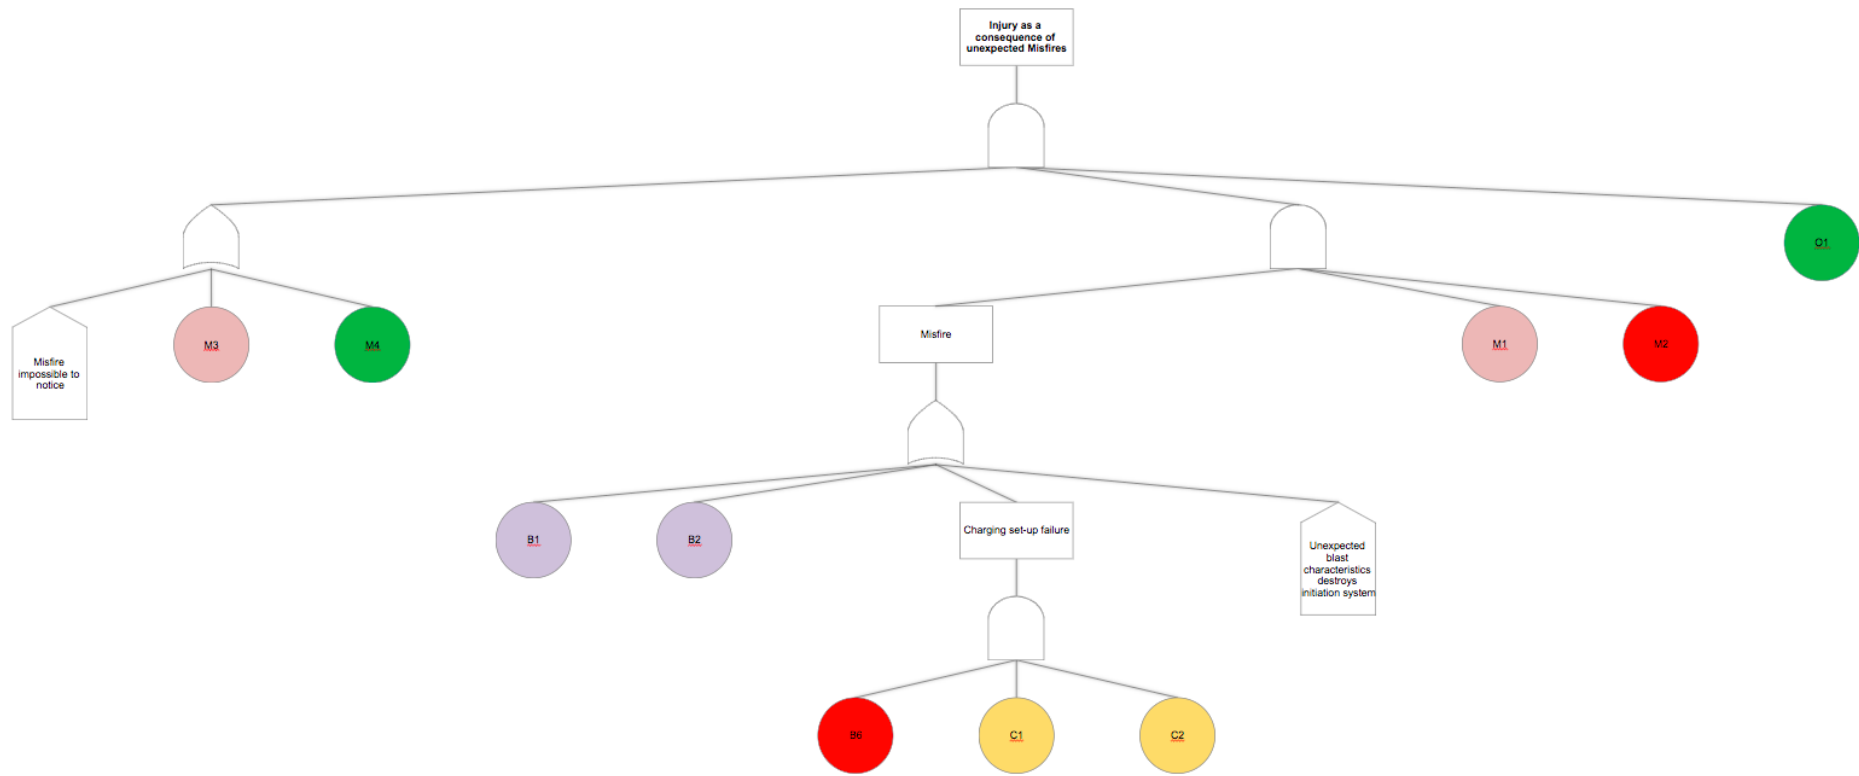 Injury as a
consequence of
unexpected Misfires
O1
Misfire
impossible to
notice
M3
M4
Misfire
M1
M2
B1
B2
Charging set-up failure
Unexpected
blast
characteristics
destroys
initiation system
B6
C1
C2